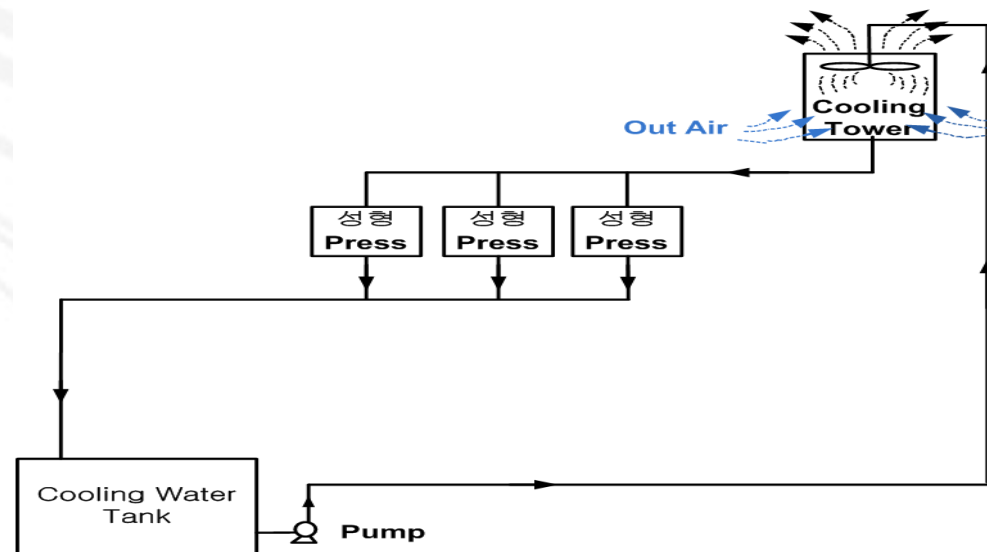 Cooling
Tower
Out Air
성형
Press
성형
Press
성형
Press
Cooling Water
Tank
Pump